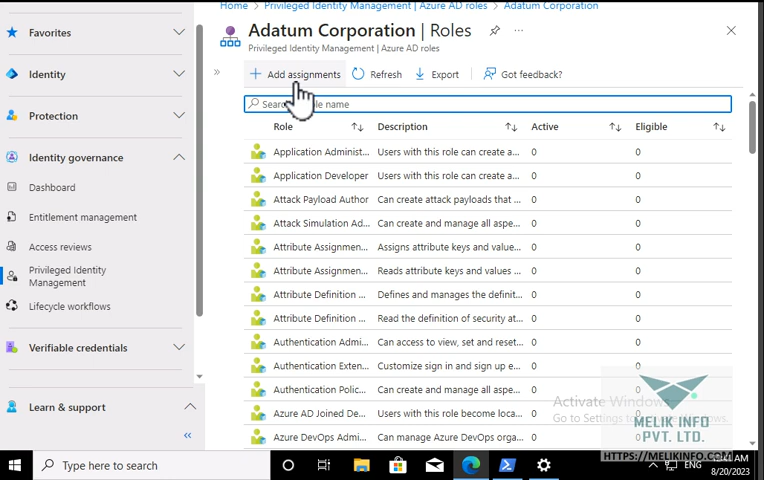 Home > Privileged Identity Management | Azure AD roles > Adatum Corporation
Favorites
Identity
Protection
Identity governance
Dashboard
Entitlement management
Access reviews
Privileged Identity
Management
Lifecycle workflows
Verifiable credentials
Learn & support
Adatum Corporation | Roles
Privileged Identity Management | Azure AD roles
Add assignments
Refresh
Export
Got feedback?
Role
Description
Active
Eligible
Application Administ... Users with this role can create a... 0 0
Application Developer Users with this role can create a... 0 0
Attack Payload Author Can create attack payloads that ... 0 0
Attack Simulation Ad... Can create and manage all aspe... 0 0
Attribute Assignmen... Assigns attribute keys and value... 0 0
Attribute Assignmen... Reads attribute keys and values ... 0 0
Attribute Definition ... Defines and manages the definit... 0 0
Attribute Definition ... Read the definition of security at... 0 0
Authentication Admi... Can access to view, set and reset... 0 0
Authentication Exten... Customize sign in and sign up e... 0 0
Authentication Polic... Can create and manage all aspe... 0 0
Azure AD Joined De... Users with this role become loca... 0 0
Azure DevOps Admi... Can manage Azure DevOps orga... 0
Activate Windows
Go to Settings to
MELIK INFO
PVT. LTD.
HTTPS://MELIKINFO.COM
Type here to search
ENG
AM
8/20/2023